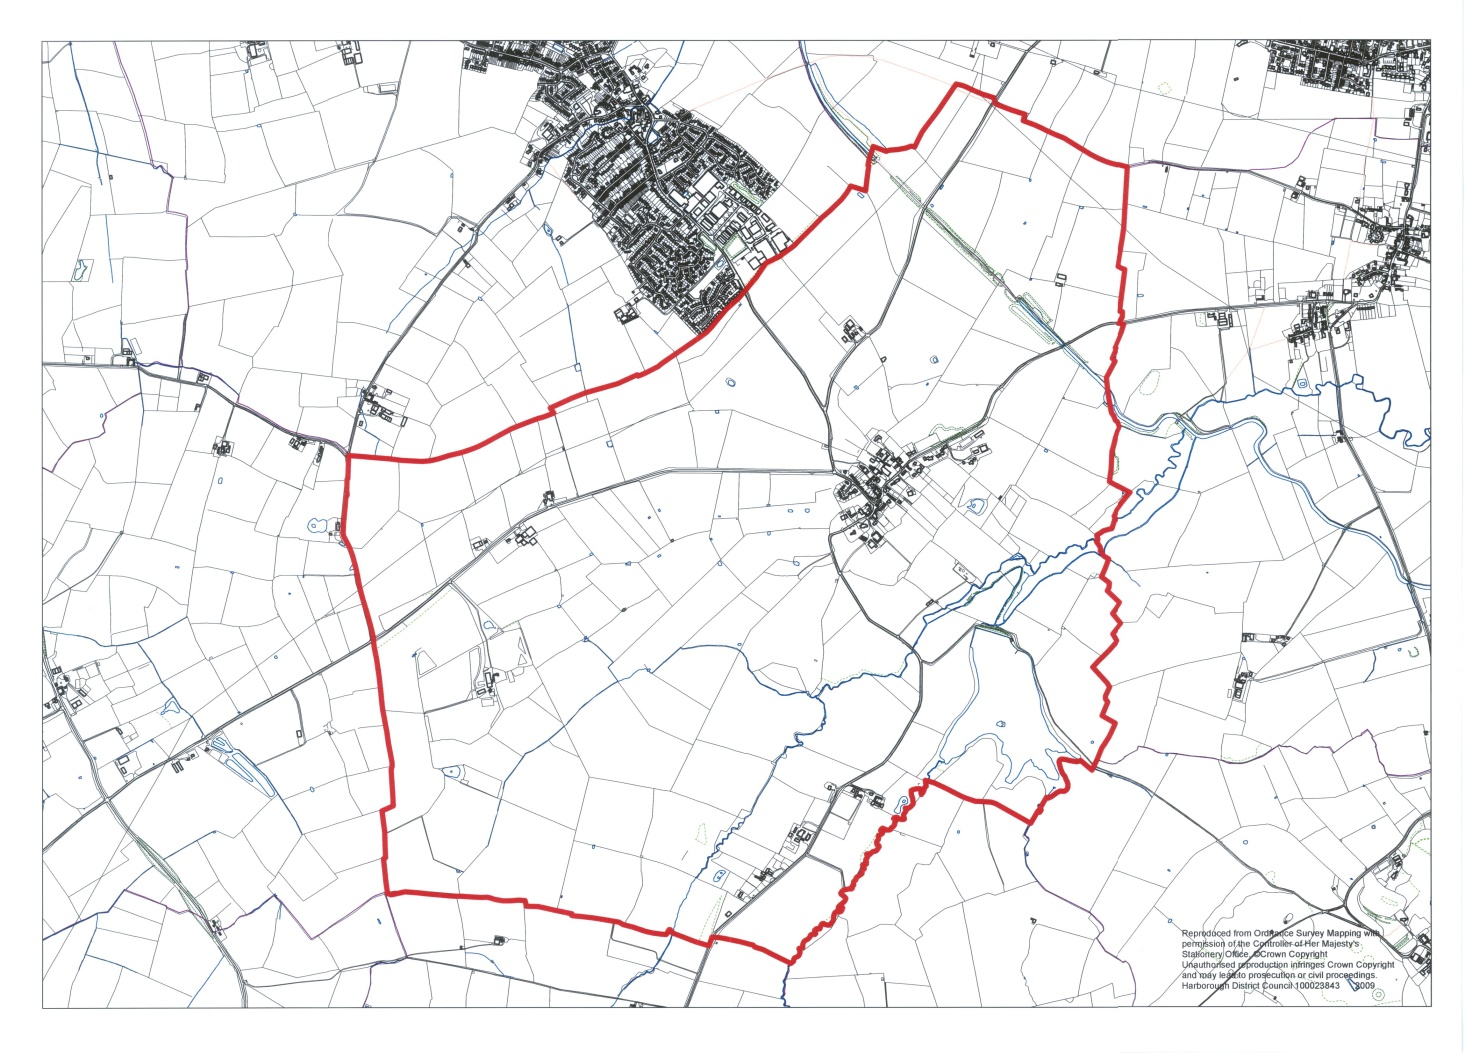 Reproduced from Ordnance Survey Mapping with
permission of the Controller of Her Majesty's
Stationery Office. ©Crown Copyright
Unauthorised reproduction infringes Crown Copyright
and may lead to prosecution or civil proceedings.
Harborough District Council 100023843 2009